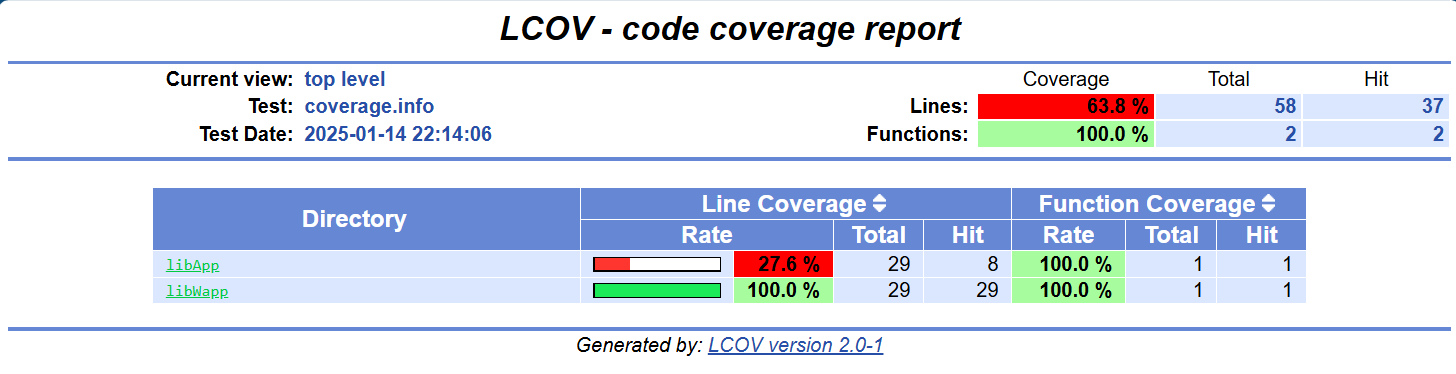 LCOV - code coverage report
Current view: top level Coverage Total Hit
Test: coverage.info Lines: 63.8 % 58 37
Test Date: 2025-01-14 22:14:06 Functions: 100.0 % 2 2
Directory Line Coverage Function Coverage
Rate Total Hit Rate Total Hit
libApp 27.6 % 29 8 100.0 % 1 1
libWapp 100.0 % 29 29 100.0 % 1 1
Generated by: LCOV version 2.0-1